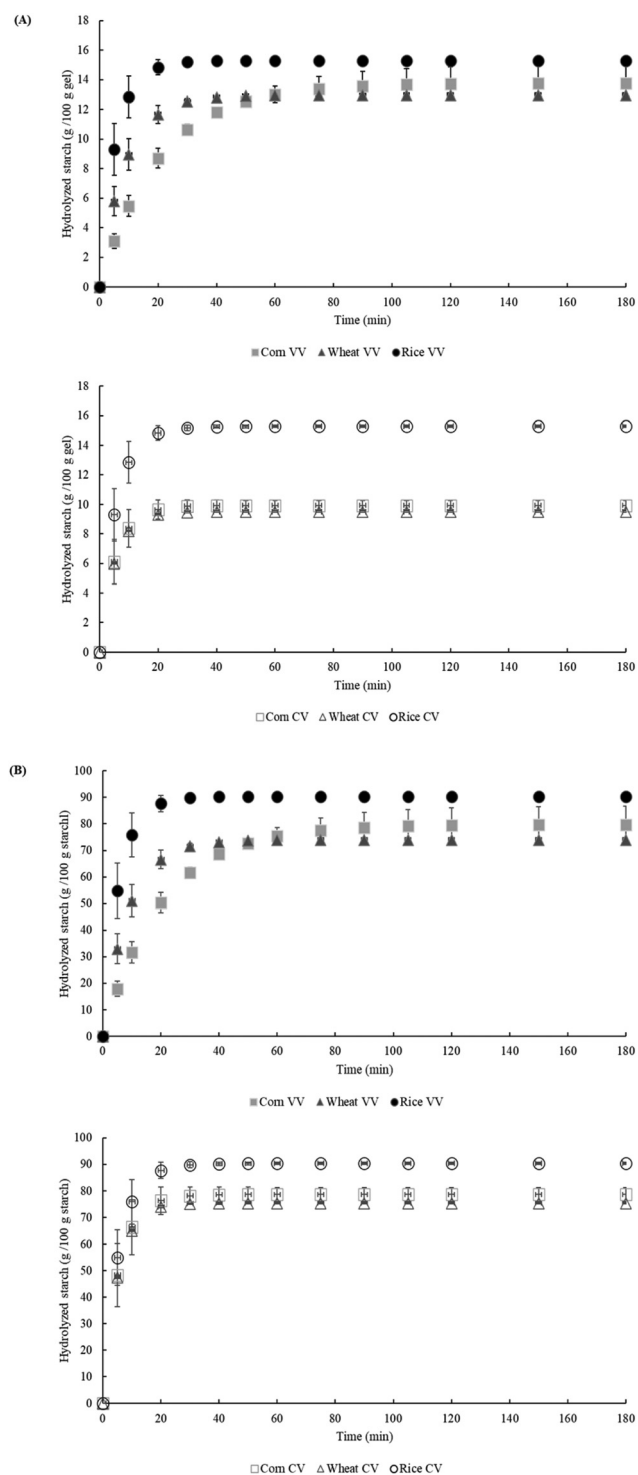 (A)
18
16
14
12
10
8
6
4
2
0
Hydrolyzed starch (g /100 g gel)
0 20 40 60 80 100 120 140 160 180
Time (min)
Corn VV Wheat VV Rice VV
18
16
14
12
10
8
6
4
2
0
Hydrolyzed starch (g /100 g gel)
0 20 40 60 80 100 120 140 160 180
Time (min)
Corn CV Wheat CV Rice CV
(B)
100
90
80
70
60
50
40
30
20
10
0
Hydrolyzed starch (g /100 g starchl)
0 20 40 60 80 100 120 140 160 180
Time (min)
Corn VV Wheat VV Rice VV
100
90
80
70
60
50
40
30
20
10
0
Hydrolyzed starch (g /100 g starch)
0 20 40 60 80 100 120 140 160 180
Time (min)
Corn CV Wheat CV Rice CV